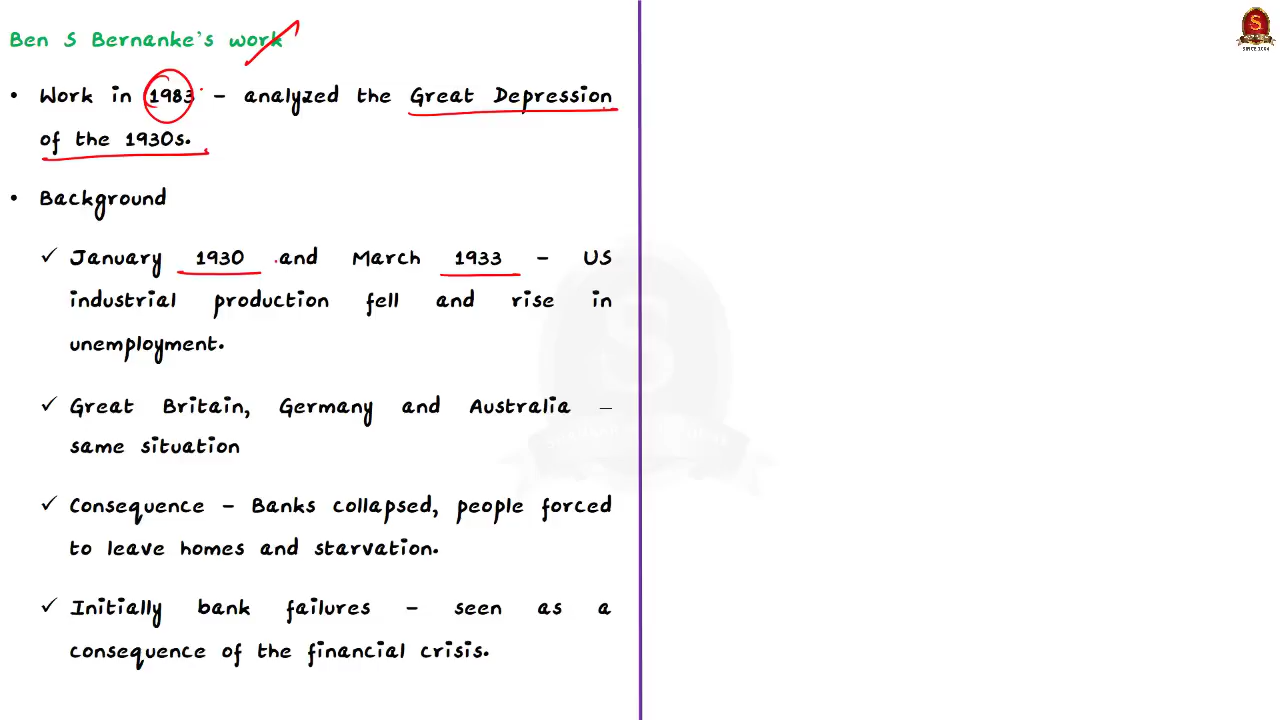 Ben S Bernanke's work
• Work in 1983 – analyzed the Great Depression
of the 1930s.
• Background
✓ January 1930 and March 1933 – US
industrial production fell and rise in
unemployment.
✓ Great Britain, Germany and Australia –
same situation
✓ Consequence – Banks collapsed, people forced
to leave homes and starvation.
✓ Initially bank failures – seen as a
consequence of the financial crisis.